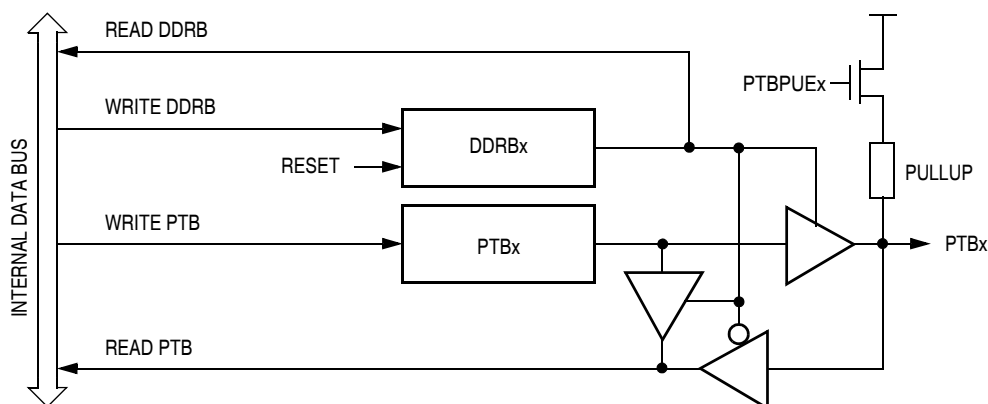 READ DDRB
PTBPUEx
WRITE DDRB
DDRBx
RESET
PULLUP
INTERNAL DATA BUS
WRITE PTB
PTBx
PTBx
READ PTB